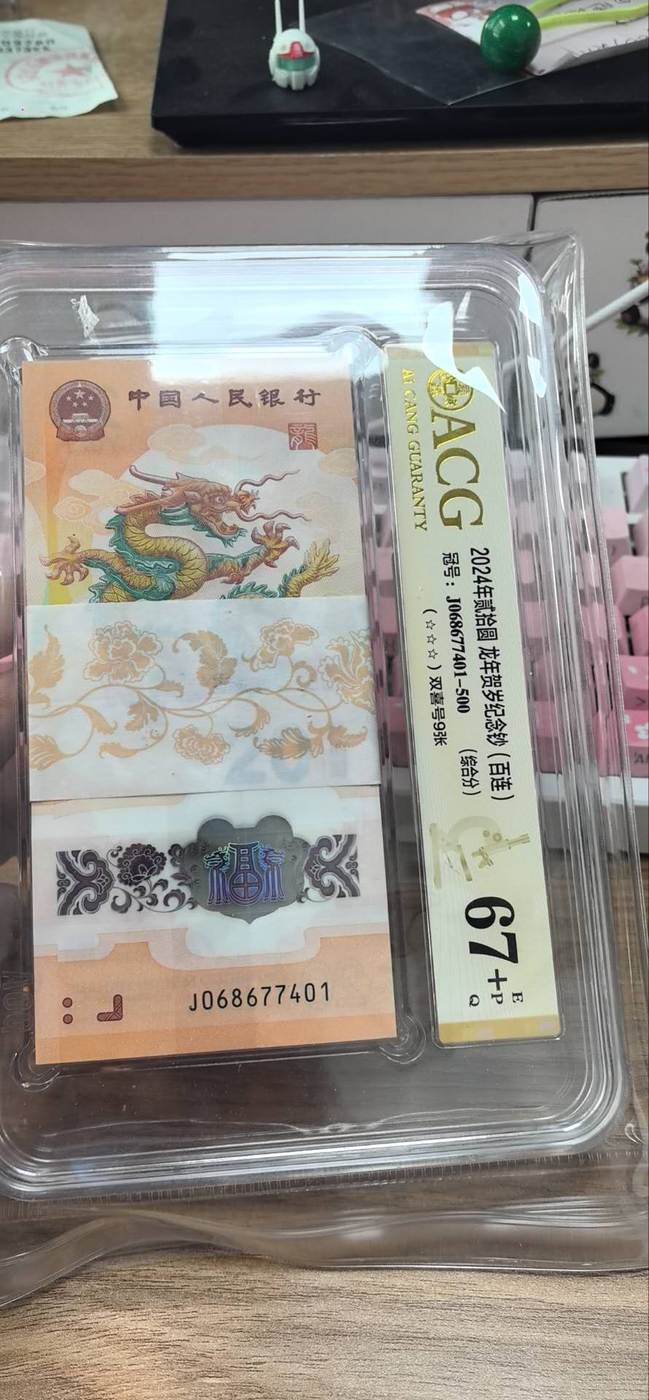 中国人民银行
龍
J068677401
ACG
AI CANG GUARANTY
2024年贰拾圆 龙年贺岁纪念钞（百连）
冠号：J068677401-500 （综合分）
（☆☆☆）双喜号9张
67+ E
P
Q